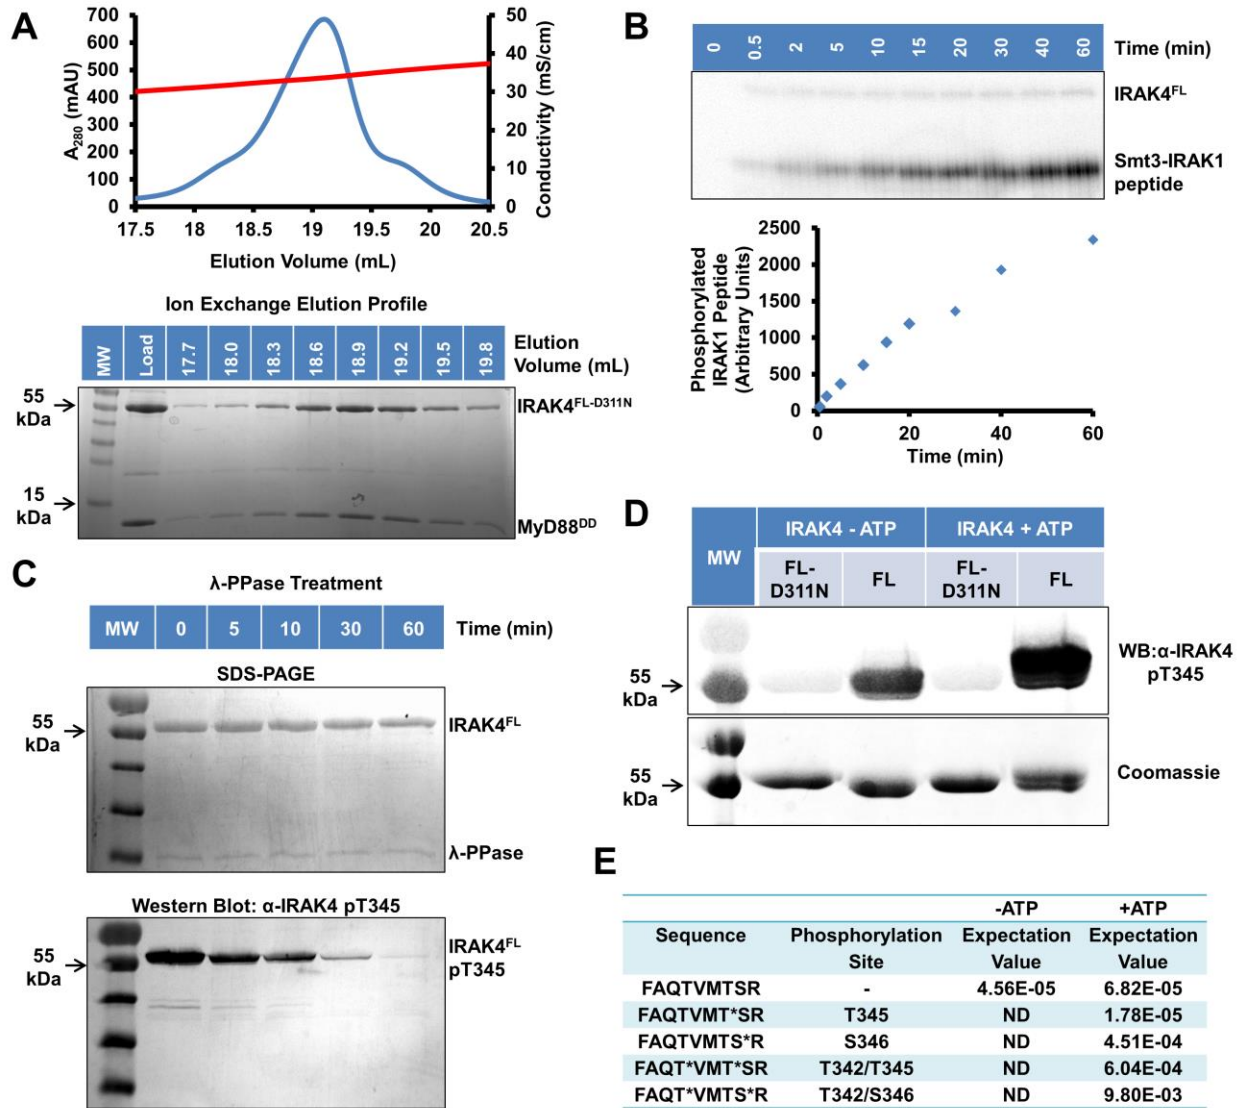 A
A280 (mAU)
700
600
500
400
300
200
100
0
50
40
30
20
10
0
Conductivity (mS/cm)
17.5 18 18.5 19 19.5 20 20.5
Elution Volume (mL)
Ion Exchange Elution Profile
MW Load 17.7 18.0 18.3 18.6 18.9 19.2 19.5 19.8
Elution
Volume (mL)
55
kDa
IRAK4FL-D311N
15
kDa
MyD88DD
B
0 0.5 2 5 10 15 20 30 40 60
Time (min)
IRAK4FL
Smt3-IRAK1
peptide
Phosphorylated
IRAK1 Peptide
(Arbitrary Units)
2500
2000
1500
1000
500
0
0 20 40 60
Time (min)
C
λ-PPase Treatment
MW 0 5 10 30 60
Time (min)
SDS-PAGE
55
kDa
IRAK4FL
λ-PPase
Western Blot: α-IRAK4 pT345
55
kDa
IRAK4FL
pT345
D
MW
IRAK4 - ATP IRAK4 + ATP
FL-
D311N
FL
FL-
D311N
FL
55
kDa
WB:α-IRAK4
pT345
55
kDa
Coomassie
E
-ATP +ATP
Sequence Phosphorylation Expectation Expectation
Site Value Value
FAQTVMTSR - 4.56E-05 6.82E-05
FAQTVMT*SR T345 ND 1.78E-05
FAQTVMTS*R S346 ND 4.51E-04
FAQT*VMT*SR T342/T345 ND 6.04E-04
FAQT*VMTS*R T342/S346 ND 9.80E-03